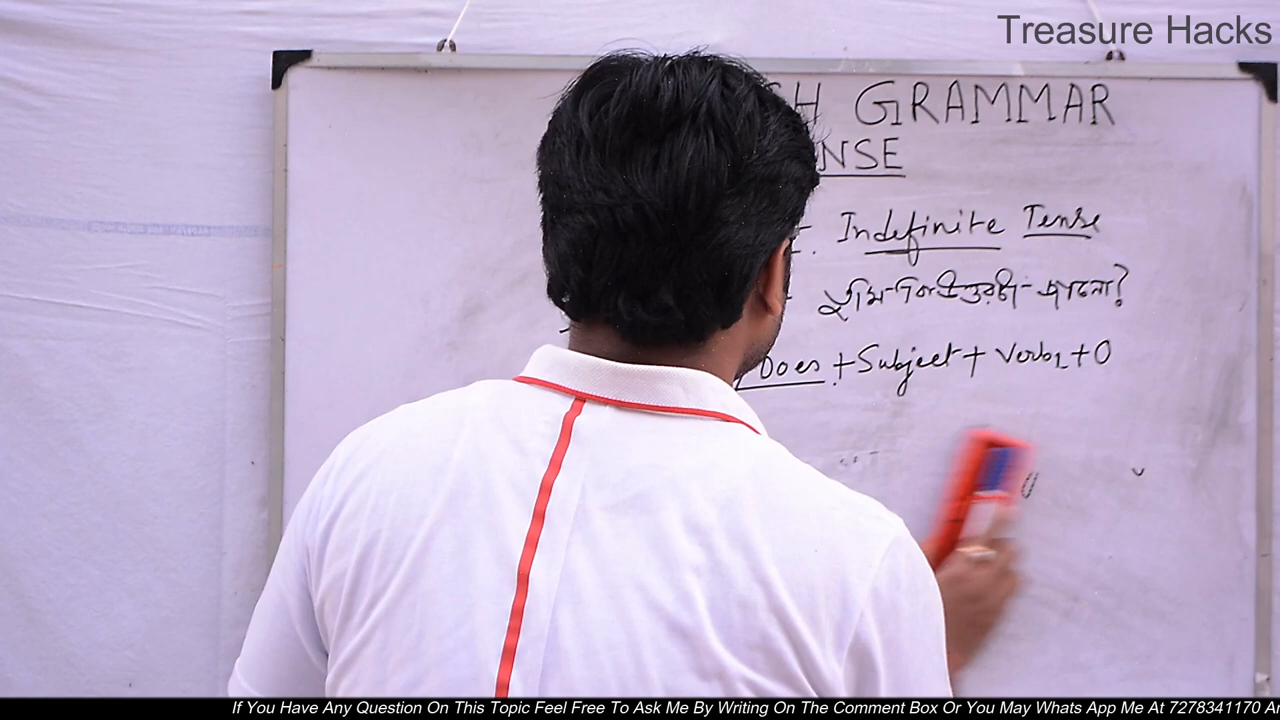 Treasure Hacks
SH GRAMMAR
NSE
Indefinite Tense
তুমি
Does + Subject + Verb1 + O
If You Have Any Question On This Topic Feel Free To Ask Me By Writing On The Comment Box Or You May Whats App Me At 7278341170